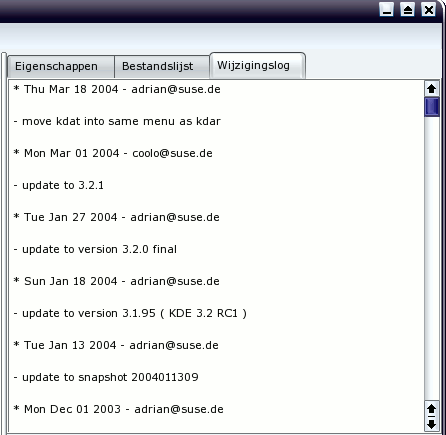 Eigenschappen Bestandslijst Wijzigingslog
* Thu Mar 18 2004 - adrian@suse.de
- move kdat into same menu as kdar
* Mon Mar 01 2004 - coolo@suse.de
- update to 3.2.1
* Tue Jan 27 2004 - adrian@suse.de
- update to version 3.2.0 final
* Sun Jan 18 2004 - adrian@suse.de
- update to version 3.1.95 ( KDE 3.2 RC1 )
* Tue Jan 13 2004 - adrian@suse.de
- update to snapshot 2004011309
* Mon Dec 01 2003 - adrian@suse.de